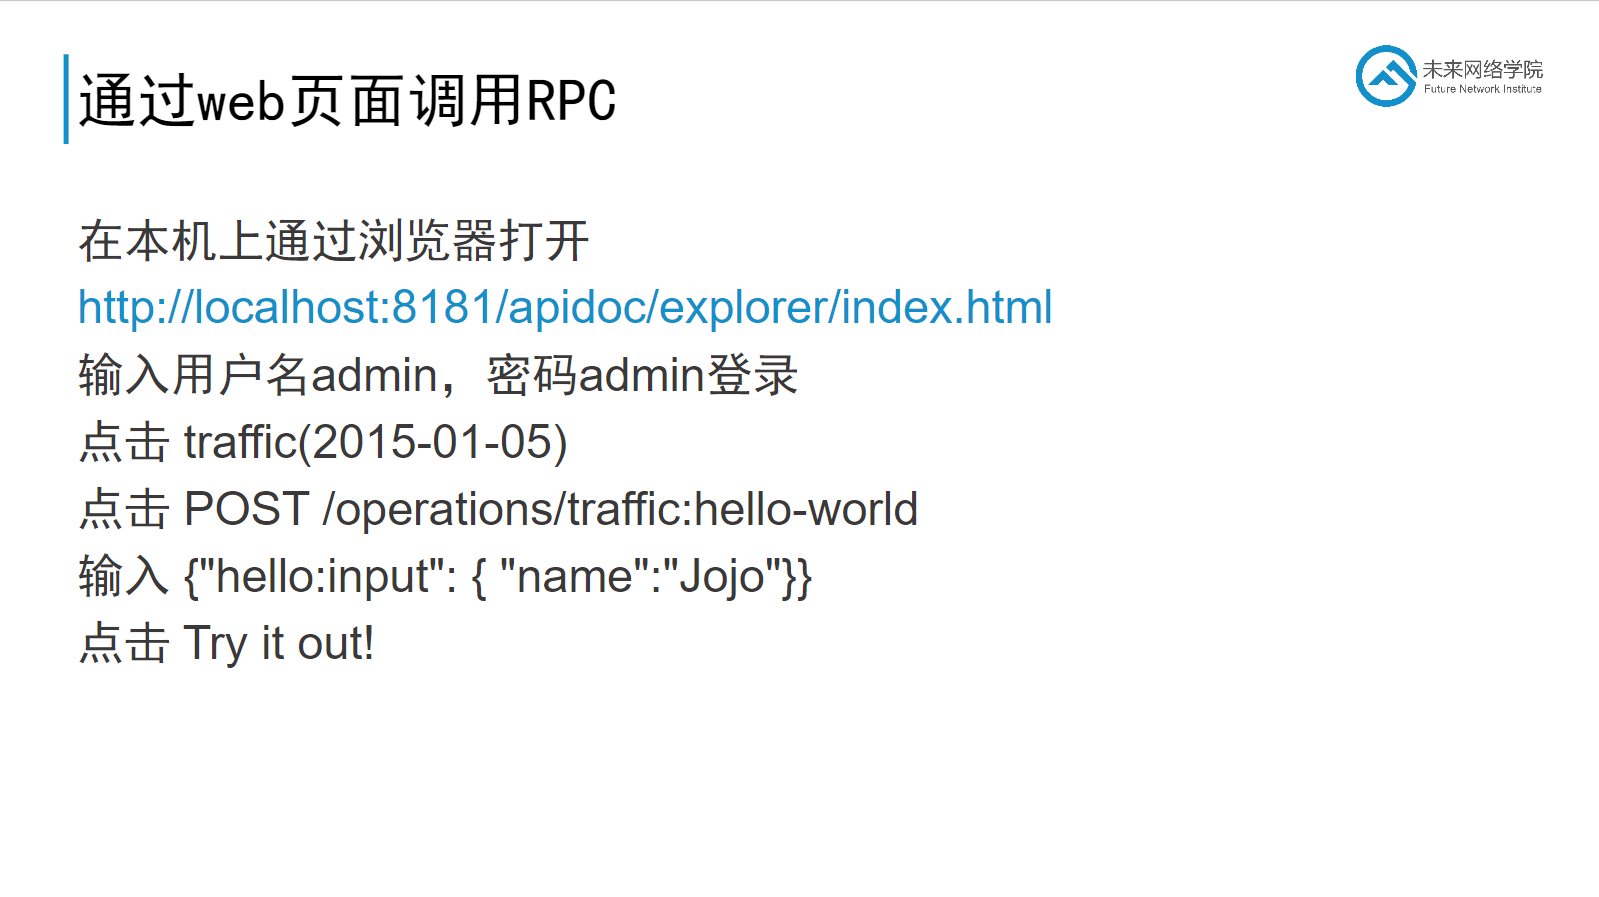 通过web页面调用RPC
未来网络学院
Future Network Institute
在本机上通过浏览器打开
http://localhost:8181/apidoc/explorer/index.html
输入用户名admin，密码admin登录
点击 traffic(2015-01-05)
点击 POST /operations/traffic:hello-world
输入 {"hello:input": { "name":"Jojo"}}
点击 Try it out!